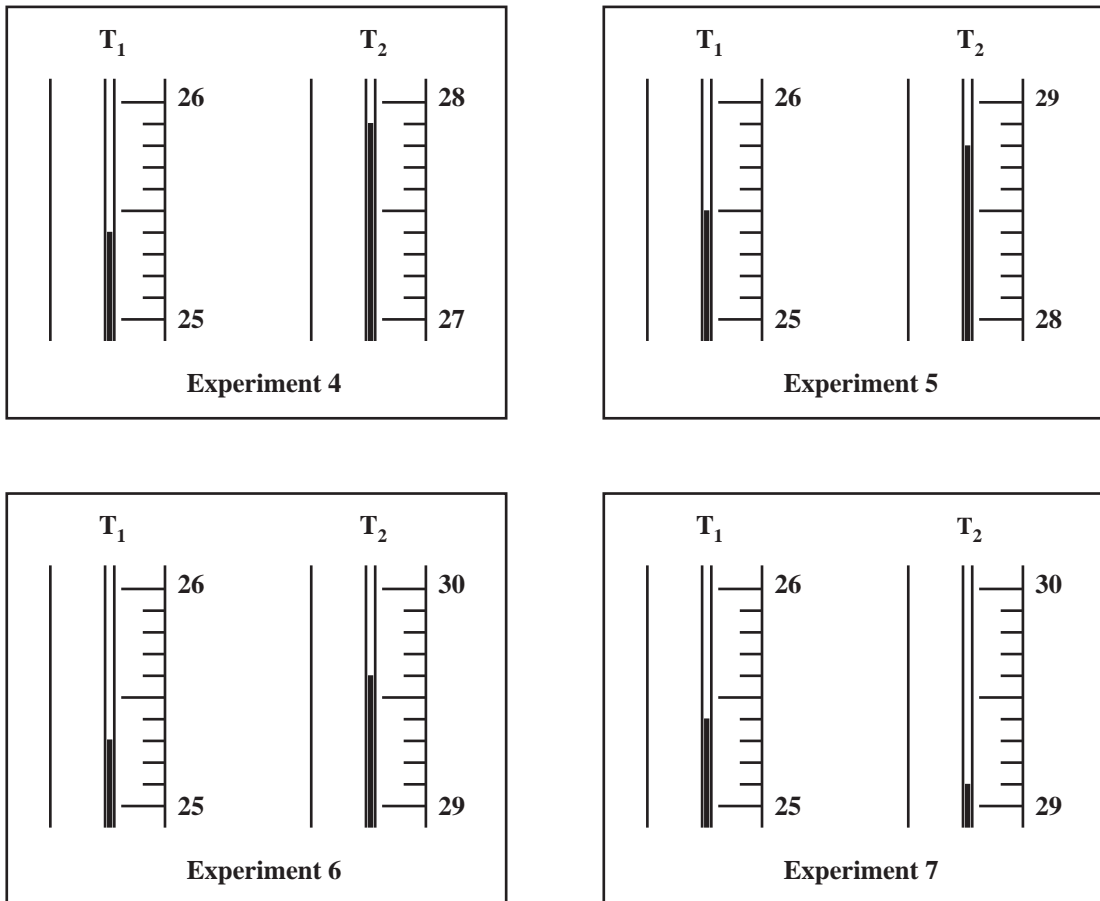 T1 T2
26 28
25 27
Experiment 4
T1 T2
26 29
25 28
Experiment 5
T1 T2
26 30
25 29
Experiment 6
T1 T2
26 30
25 29
Experiment 7